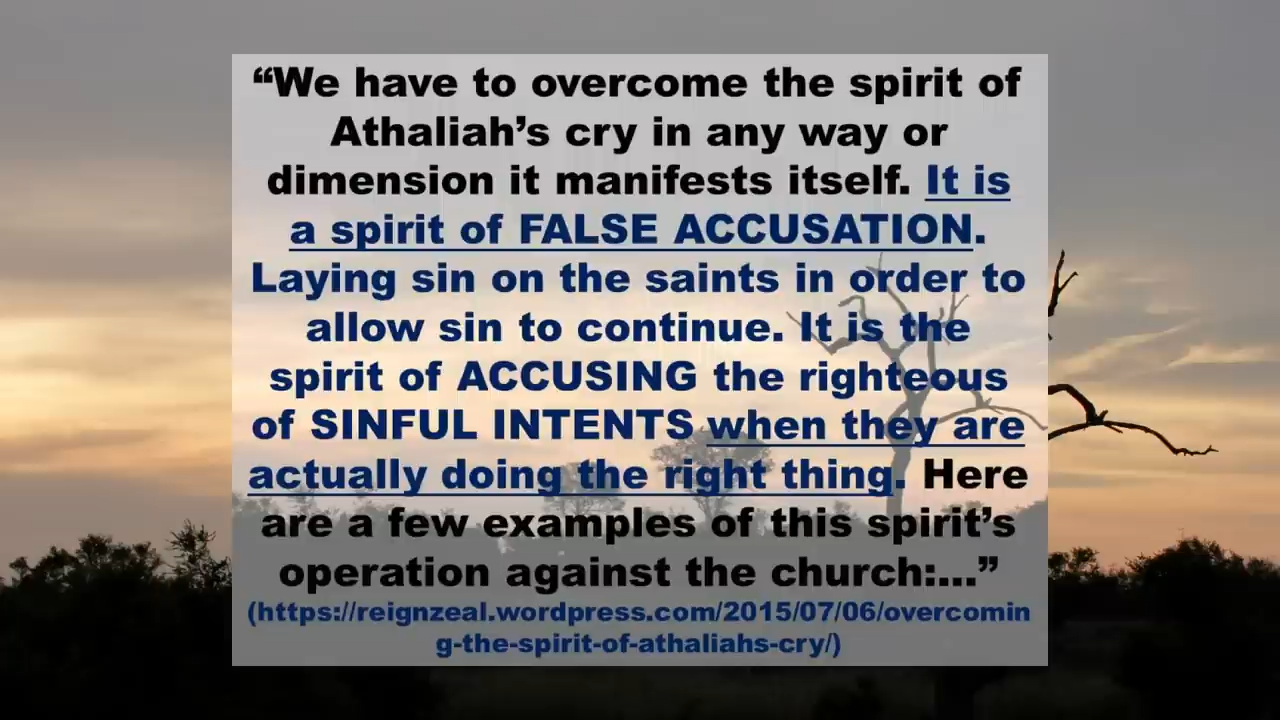 “We have to overcome the spirit of
Athaliah’s cry in any way or
dimension it manifests itself. It is
a spirit of FALSE ACCUSATION.
Laying sin on the saints in order to
allow sin to continue. It is the
spirit of ACCUSING the righteous
of SINFUL INTENTS when they are
actually doing the right thing. Here
are a few examples of this spirit’s
operation against the church:...”
(https://reignzeal.wordpress.com/2015/07/06/overcomin
g-the-spirit-of-athaliahs-cry/)